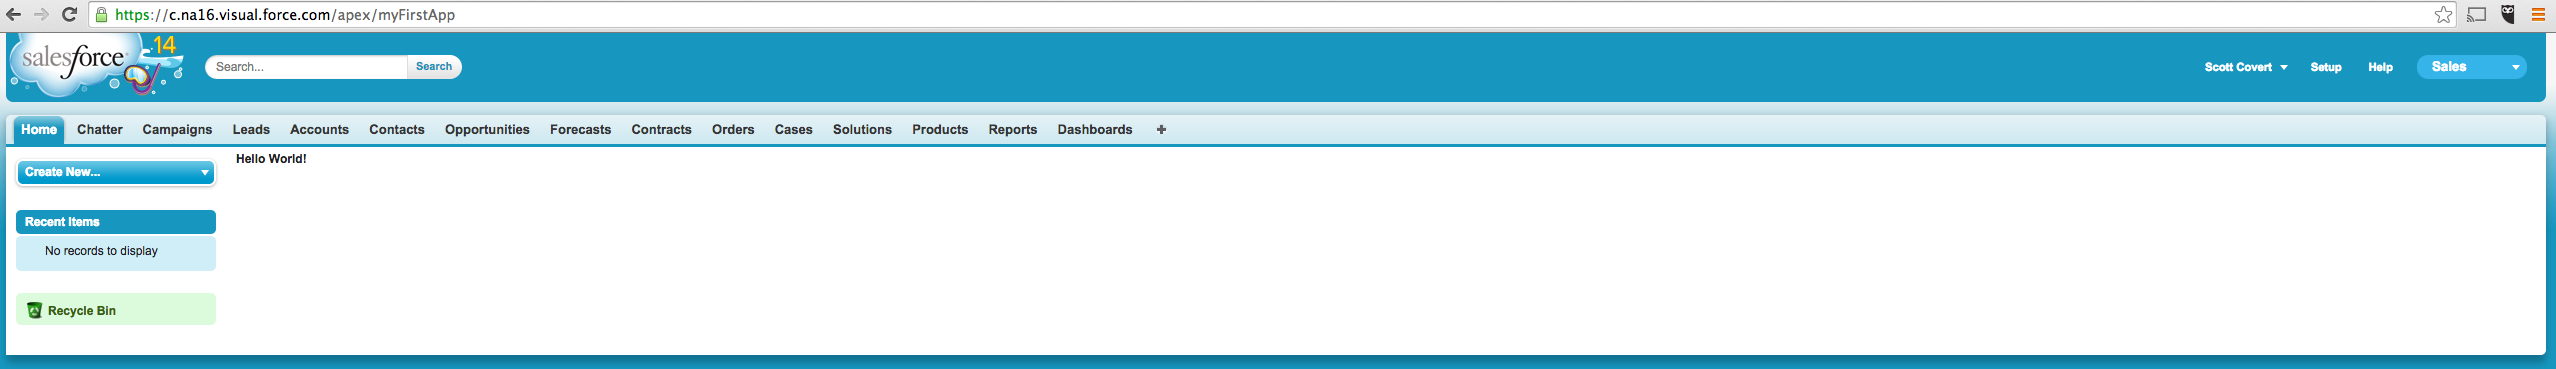 https://c.na16.visual.force.com/apex/myFirstApp
salesforce '14
Search... Search
Scott Covert Setup Help Sales
Home Chatter Campaigns Leads Accounts Contacts Opportunities Forecasts Contracts Orders Cases Solutions Products Reports Dashboards +
Create New...
Hello World!
Recent Items
No records to display
Recycle Bin